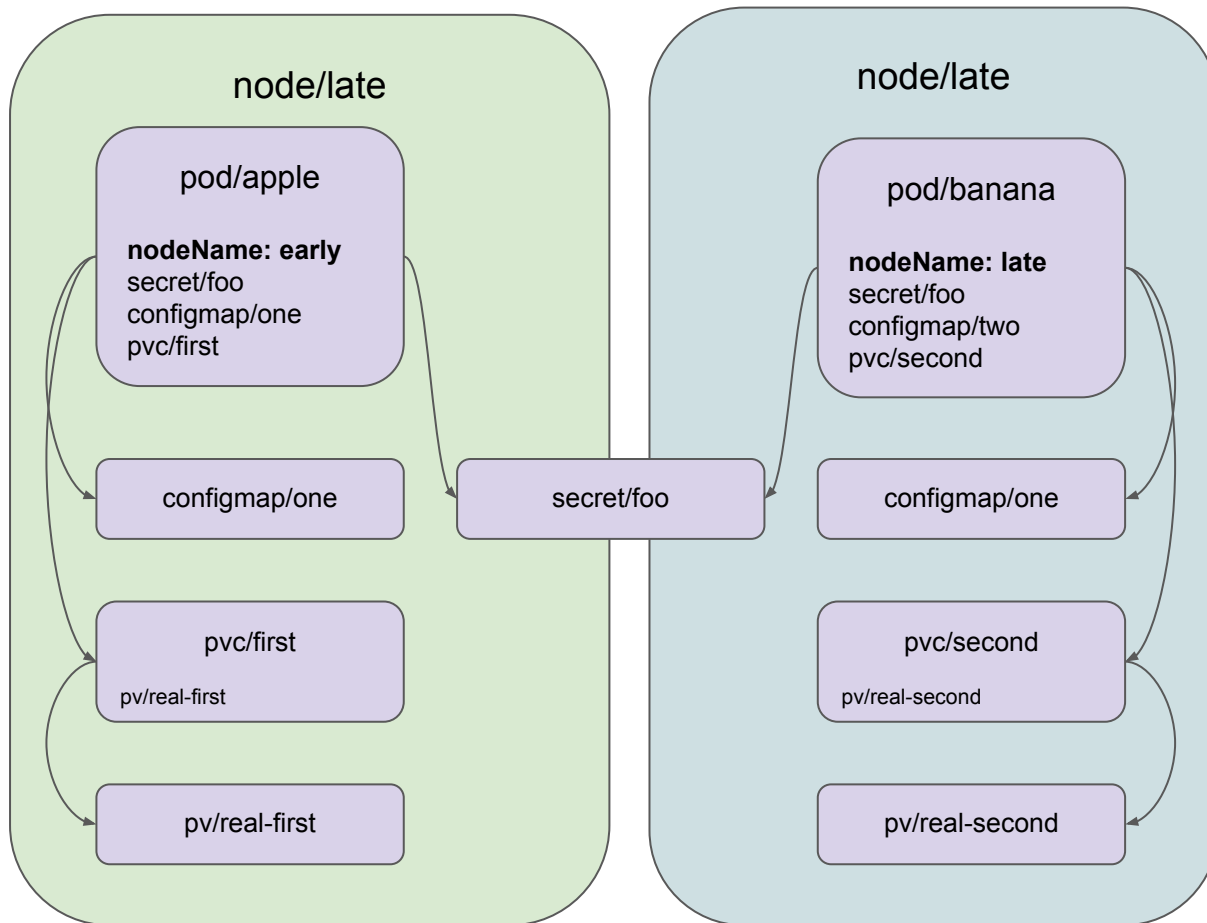 node/late
pod/apple
nodeName: early
secret/foo
configmap/one
pvc/first
configmap/one
pvc/first
pv/real-first
pv/real-first
secret/foo
node/late
pod/banana
nodeName: late
secret/foo
configmap/two
pvc/second
configmap/one
pvc/second
pv/real-second
pv/real-second